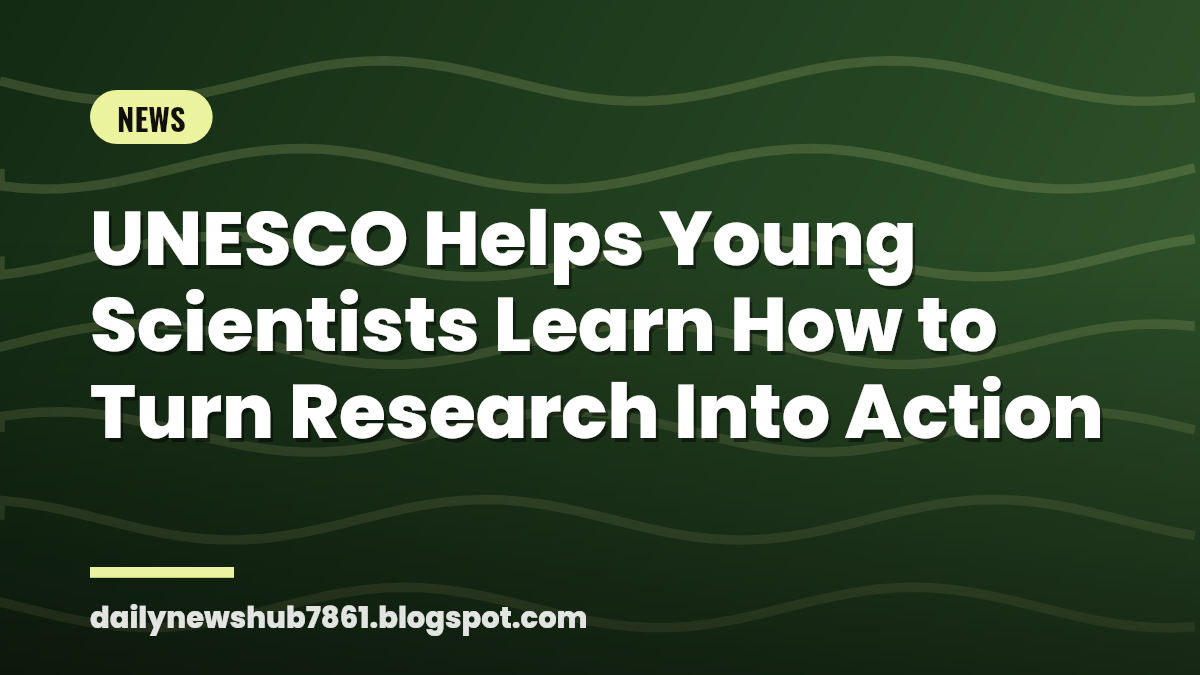 NEWS
UNESCO Helps Young
Scientists Learn How to
Turn Research Into Action
dailynewshub7861.blogspot.com